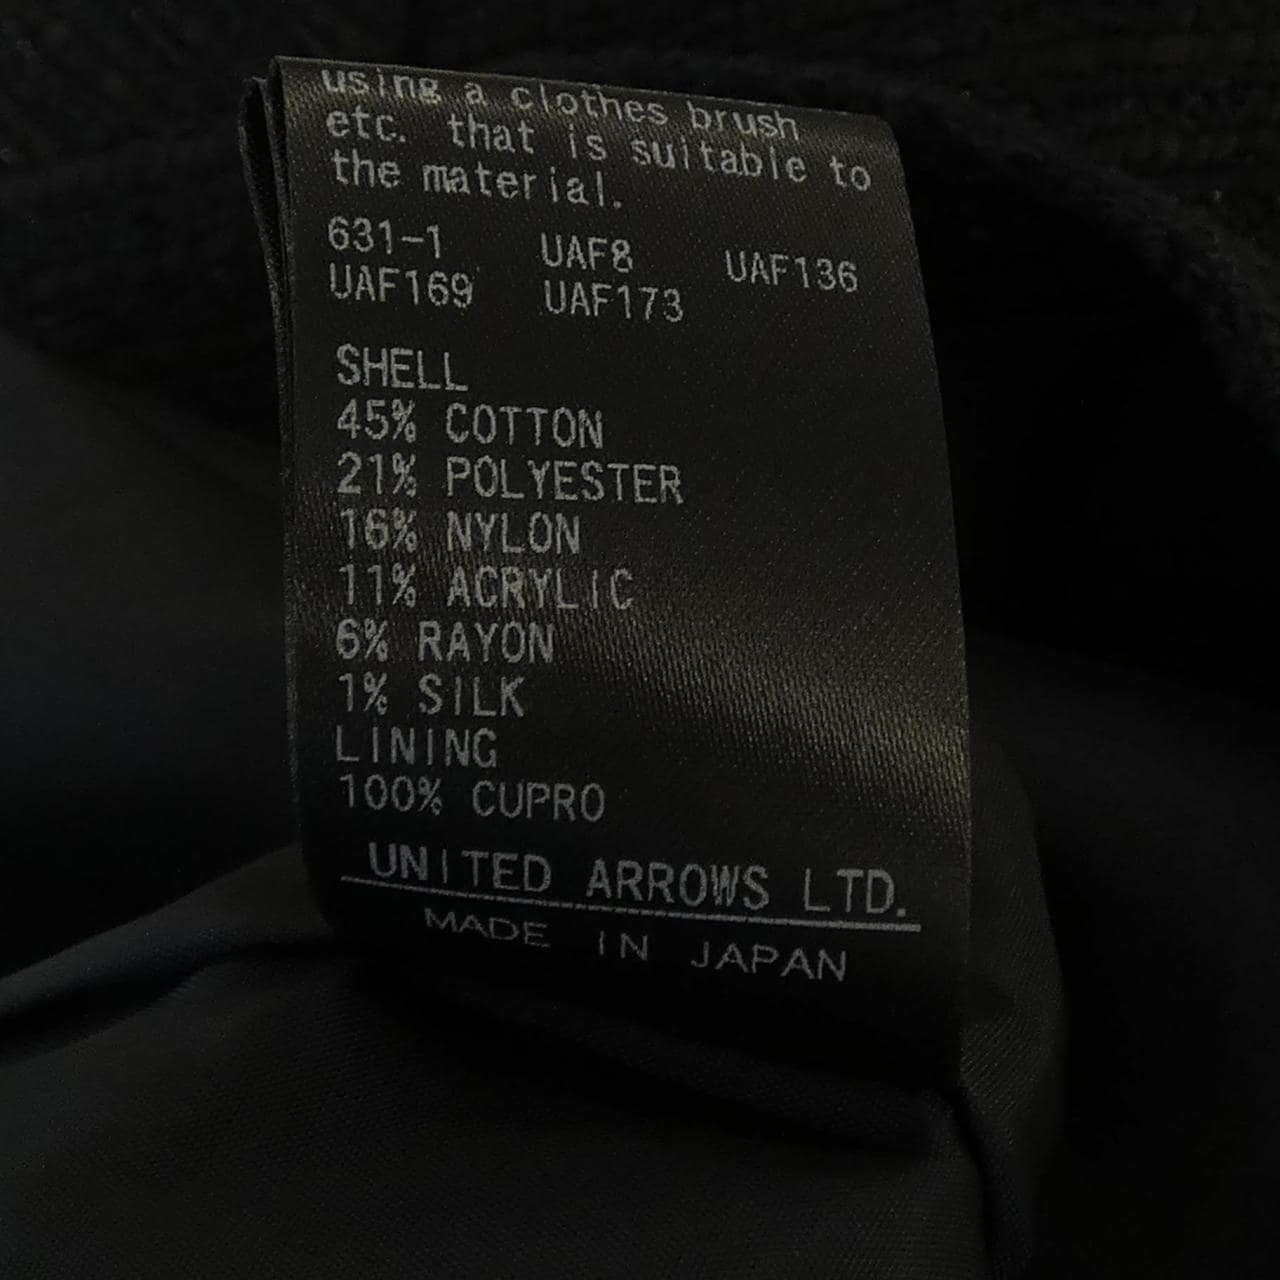 using a clothes brush
etc. that is suitable to
the material.
631-1 UAF8 UAF136
UAF169 UAF173
SHELL
45% COTTON
21% POLYESTER
16% NYLON
11% ACRYLIC
6% RAYON
1% SILK
LINING
100% CUPRO
UNITED ARROWS LTD.
MADE IN JAPAN